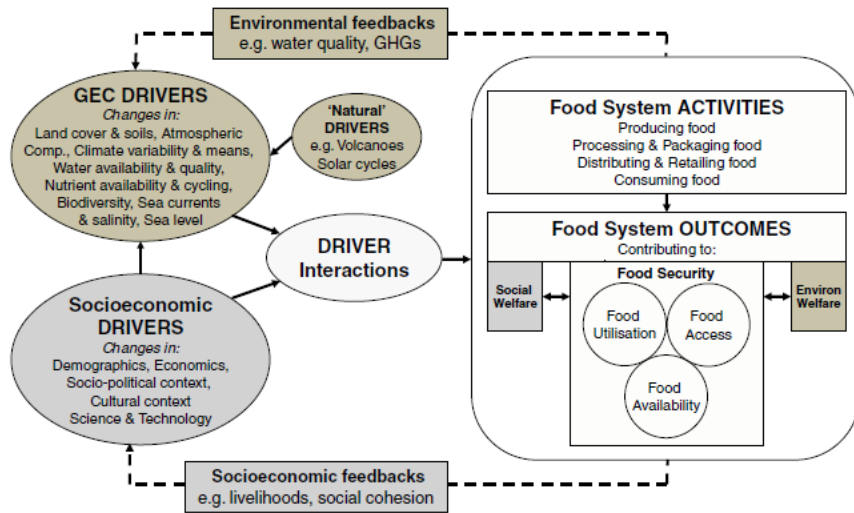 Environmental feedbacks
e.g. water quality, GHGs
GEC DRIVERS
Changes in:
Land cover & soils, Atmospheric
Comp., Climate variability & means,
Water availability & quality,
Nutrient availability & cycling,
Biodiversity, Sea currents
& salinity, Sea level
'Natural'
DRIVERS
e.g. Volcanoes
Solar cycles
DRIVER
Interactions
Socioeconomic
DRIVERS
Changes in:
Demographics, Economics,
Socio-political context,
Cultural context
Science & Technology
Food System ACTIVITIES
Producing food
Processing & Packaging food
Distributing & Retailing food
Consuming food
Food System OUTCOMES
Contributing to:
Social
Welfare
Food Security
Food
Utilisation
Food
Access
Food
Availability
Environ
Welfare
Socioeconomic feedbacks
e.g. livelihoods, social cohesion